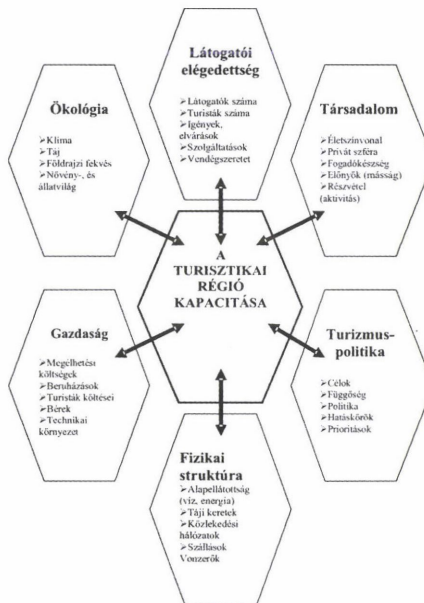 Látogatói
elégedettség
➢Látogatók száma
➢Turisták száma
➢Igények,
elvárások
➢Szolgáltatások
➢Vendégszeretet
Ökológia
➢Klíma
➢Táj
➢Földrajzi fekvés
➢Növény-, és
állatvilág
Társadalom
➢Életszínvonal
➢Privát szféra
➢Fogadókészség
➢Előnyök (másság)
➢Részvétel
(aktivitás)
A
TURISZTIKAI
RÉGIÓ
KAPACITÁSA
Gazdaság
➢Megélhetési
költségek
➢Beruházások
➢Turisták költései
➢Bérek
➢Technikai
környezet
Turizmus-
politika
➢Célok
➢Függőség
➢Politika
➢Hatáskörök
➢Prioritások
Fizikai
struktúra
➢Alapellátottság
(víz, energia)
➢Táji keretek
➢Közlekedési
hálózatok
➢Szállások
Vonzerők